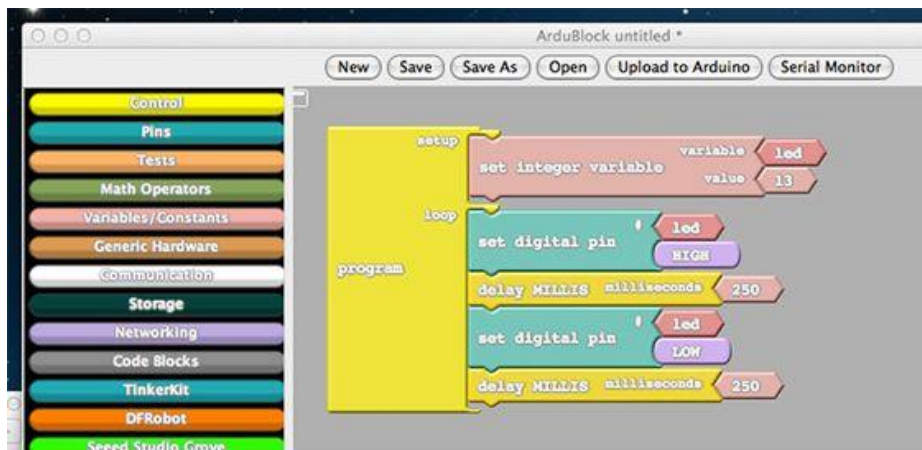 ArduBlock untitled *
New Save Save As Open Upload to Arduino Serial Monitor
Control
Pins
Tests
Math Operators
Variables/Constants
Generic Hardware
Communication
Storage
Networking
Code Blocks
TinkerKit
DFRobot
Seeed Studio Grove
program
setup
set integer variable
variable led
value 13
loop
set digital pin # led
HIGH
delay MILLIS milliseconds 250
set digital pin # led
LOW
delay MILLIS milliseconds 250